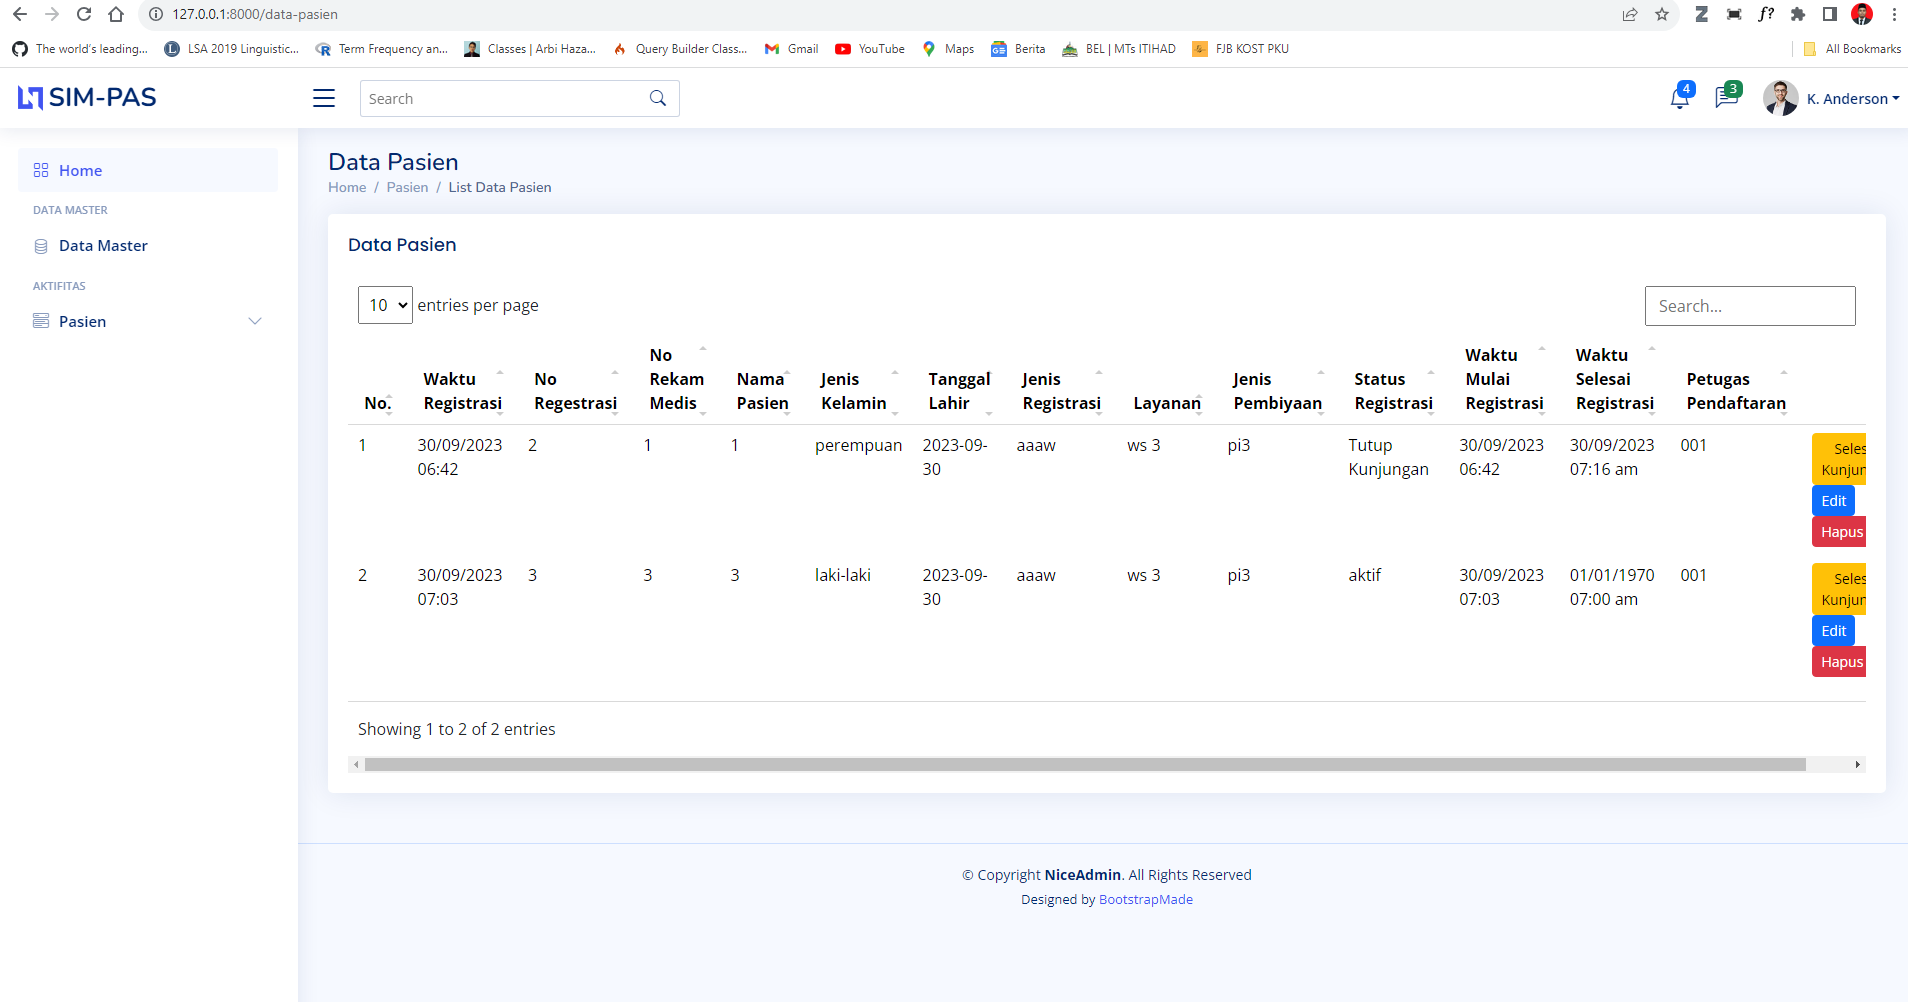 127.0.0.1:8000/data-pasien
The world's leading...
LSA 2019 Linguistic...
Term Frequency an...
Classes | Arbi Haza...
Query Builder Class...
Gmail
YouTube
Maps
Berita
BEL | MTs ITIHAD
FJB KOST PKU
All Bookmarks
SIM-PAS
Search
4
3
K. Anderson
Home
DATA MASTER
Data Master
AKTIFITAS
Pasien
Data Pasien
Home / Pasien / List Data Pasien
Data Pasien
10 entries per page
Search...
No.
Waktu
Registrasi
No
Regestrasi
No
Rekam
Medis
Nama
Pasien
Jenis
Kelamin
Tanggal
Lahir
Jenis
Registrasi
Layanan
Jenis
Pembiyaan
Status
Registrasi
Waktu
Mulai
Registrasi
Waktu
Selesai
Registrasi
Petugas
Pendaftaran
1
30/09/2023
06:42
2
1
1
perempuan
2023-09-
30
aaaw
ws 3
pi3
Tutup
Kunjungan
30/09/2023
06:42
30/09/2023
07:16 am
001
Seles
Kunjun
Edit
Hapus
2
30/09/2023
07:03
3
3
3
laki-laki
2023-09-
30
aaaw
ws 3
pi3
aktif
30/09/2023
07:03
01/01/1970
07:00 am
001
Seles
Kunjun
Edit
Hapus
Showing 1 to 2 of 2 entries
© Copyright NiceAdmin. All Rights Reserved
Designed by BootstrapMade